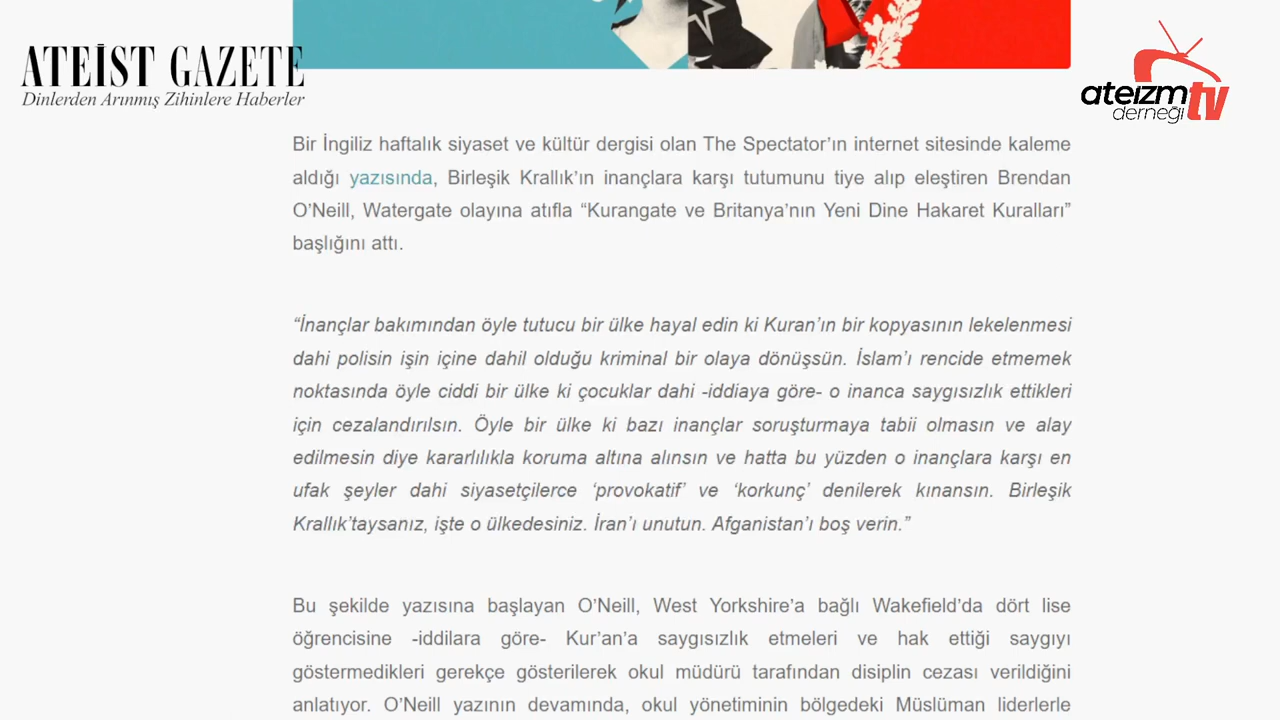 ATEİST GAZETE
Dinlerden Arınmış Zihinlere Haberler
ateizm tv
derneği
Bir İngiliz haftalık siyaset ve kültür dergisi olan The Spectator’ın internet sitesinde kaleme
aldığı yazısında, Birleşik Krallık’ın inançlara karşı tutumunu tiye alıp eleştiren Brendan
O’Neill, Watergate olayına atıfla “Kurangate ve Britanya’nın Yeni Dine Hakaret Kuralları”
başlığını attı.
“İnançlar bakımından öyle tutucu bir ülke hayal edin ki Kuran’ın bir kopyasının lekelenmesi
dahi polisin işin içine dahil olduğu kriminal bir olaya dönüşsün. İslam’ı rencide etmemek
noktasında öyle ciddi bir ülke ki çocuklar dahi -iddiaya göre- o inanca saygısızlık ettikleri
için cezalandırılsın. Öyle bir ülke ki bazı inançlar soruşturmaya tabii olmasın ve alay
edilmesin diye kararlılıkla koruma altına alınsın ve hatta bu yüzden o inançlara karşı en
ufak şeyler dahi siyasetçilerce ‘provokatif’ ve ‘korkunç’ denilerek kınansın. Birleşik
Krallık’taysanız, işte o ülkedesiniz. İran’ı unutun. Afganistan’ı boş verin.”
Bu şekilde yazısına başlayan O’Neill, West Yorkshire’a bağlı Wakefield’da dört lise
öğrencisine -iddilara göre- Kur’an’a saygısızlık etmeleri ve hak ettiği saygıyı
göstermedikleri gerekçe gösterilerek okul müdürü tarafından disiplin cezası verildiğini
anlatıyor. O’Neill yazının devamında, okul yönetiminin bölgedeki Müslüman liderlerle